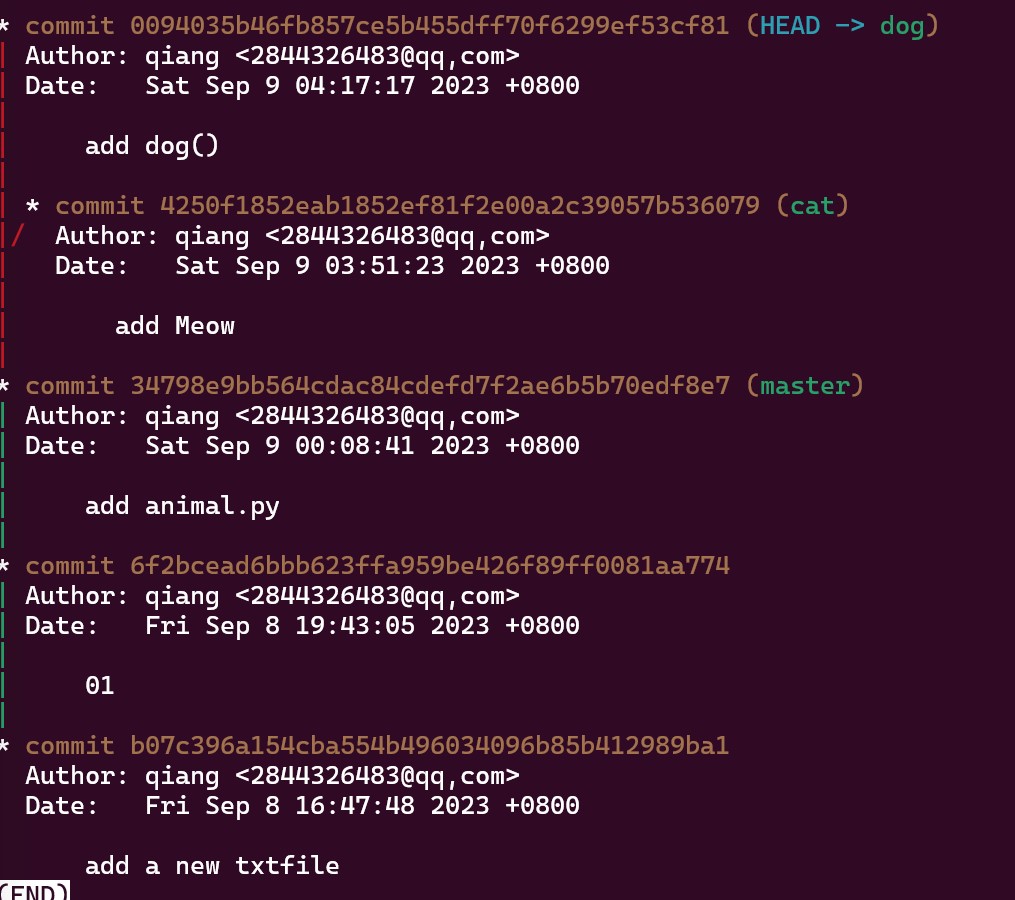 * commit 0094035b46fb857ce5b455dff70f6299ef53cf81 (HEAD -> dog)
| Author: qiang <2844326483@qq,com>
| Date:   Sat Sep 9 04:17:17 2023 +0800
|
|     add dog()
|
| * commit 4250f1852eab1852ef81f2e00a2c39057b536079 (cat)
|/  Author: qiang <2844326483@qq,com>
|   Date:   Sat Sep 9 03:51:23 2023 +0800
|
|       add Meow
|
* commit 34798e9bb564cdac84cdefd7f2ae6b5b70edf8e7 (master)
| Author: qiang <2844326483@qq,com>
| Date:   Sat Sep 9 00:08:41 2023 +0800
|
|     add animal.py
|
* commit 6f2bcead6bbb623ffa959be426f89ff0081aa774
| Author: qiang <2844326483@qq,com>
| Date:   Fri Sep 8 19:43:05 2023 +0800
|
|     01
|
* commit b07c396a154cba554b496034096b85b412989ba1
  Author: qiang <2844326483@qq,com>
  Date:   Fri Sep 8 16:47:48 2023 +0800

      add a new txtfile
(END)